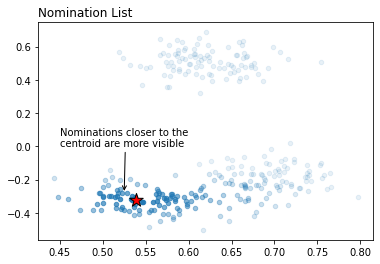 Nomination List
0.6
0.4
0.2
0.0
−0.2
−0.4
Nominations closer to the
centroid are more visible
0.45 0.50 0.55 0.60 0.65 0.70 0.75 0.80